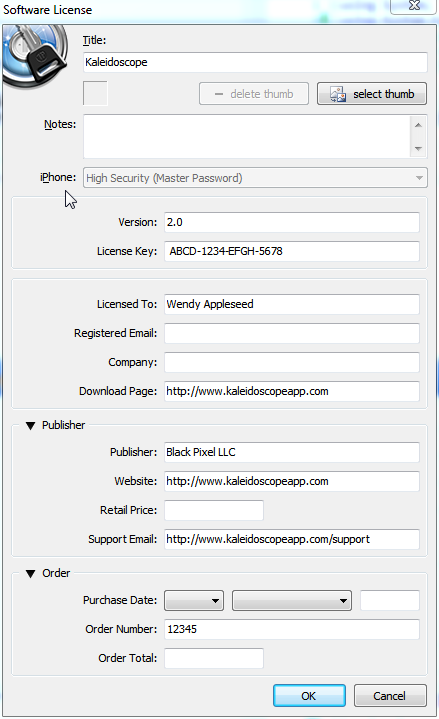 Software License
Title:
Kaleidoscope
delete thumb
select thumb
Notes:
iPhone:
High Security (Master Password)
Version:
2.0
License Key:
ABCD-1234-EFGH-5678
Licensed To:
Wendy Appleseed
Registered Email:
Company:
Download Page:
http://www.kaleidoscopeapp.com
Publisher
Publisher:
Black Pixel LLC
Website:
http://www.kaleidoscopeapp.com
Retail Price:
Support Email:
http://www.kaleidoscopeapp.com/support
Order
Purchase Date:
Order Number:
12345
Order Total:
OK
Cancel